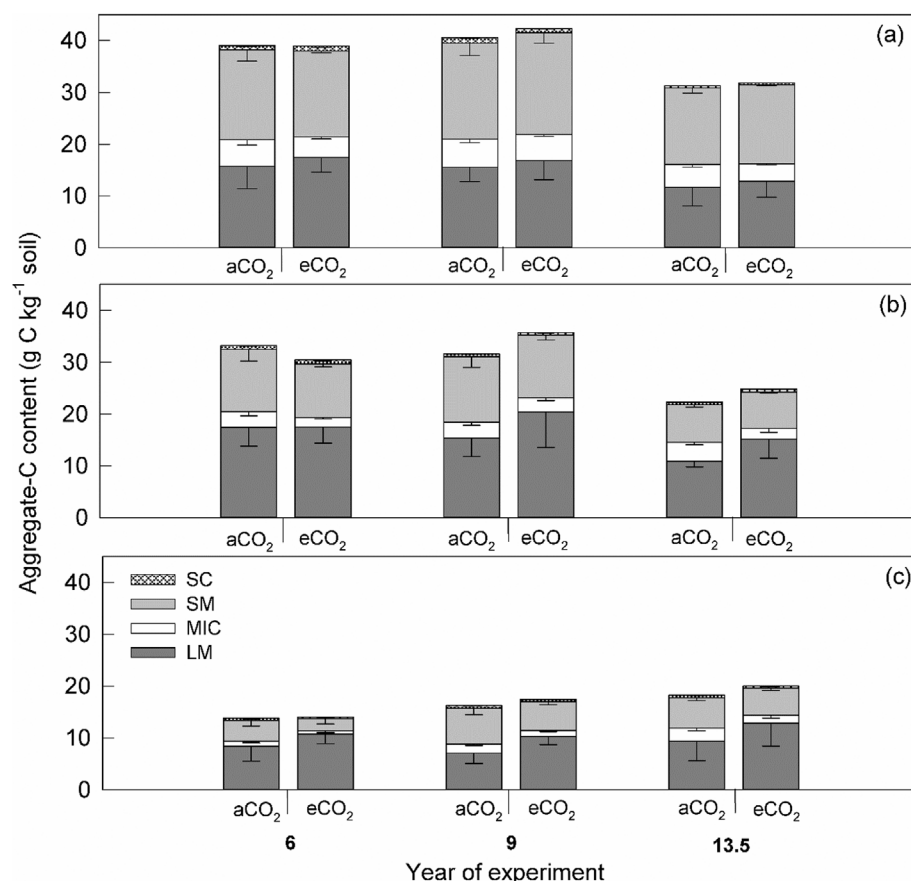 Aggregate-C content (g C kg⁻¹ soil)
(a)
40
30
20
10
0
aCO₂ eCO₂ aCO₂ eCO₂ aCO₂ eCO₂
(b)
40
30
20
10
0
aCO₂ eCO₂ aCO₂ eCO₂ aCO₂ eCO₂
(c)
40
30
20
10
0
SC
SM
MIC
LM
aCO₂ eCO₂ aCO₂ eCO₂ aCO₂ eCO₂
6 9 13.5
Year of experiment